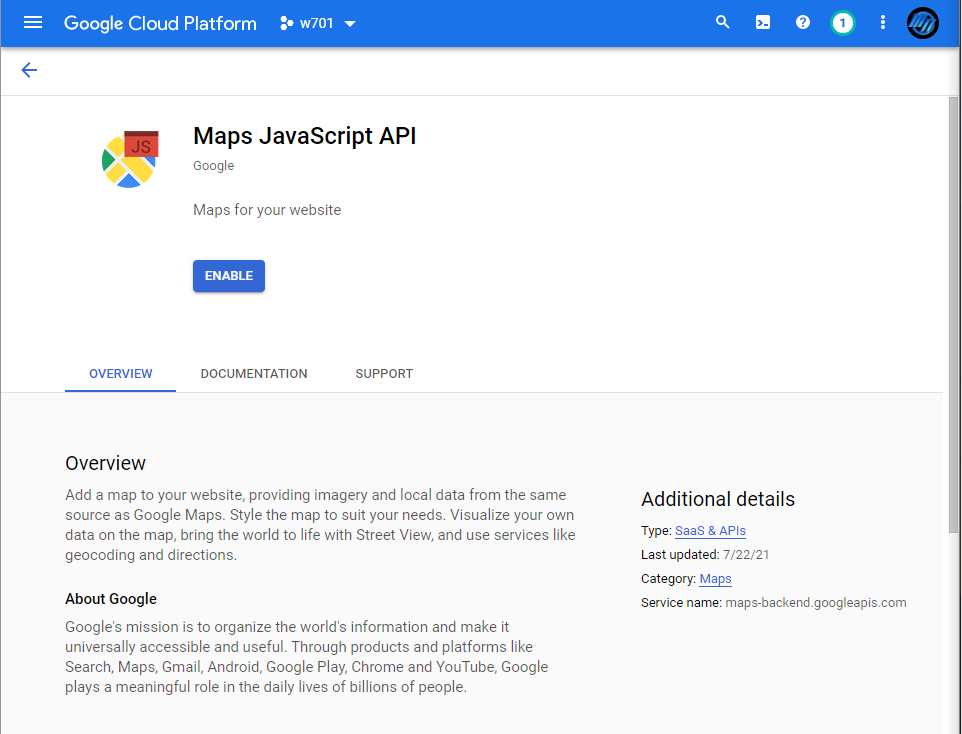 Google Cloud Platform w701 1
JS
Maps JavaScript API
Google
Maps for your website
ENABLE
OVERVIEW DOCUMENTATION SUPPORT
Overview
Add a map to your website, providing imagery and local data from the same
source as Google Maps. Style the map to suit your needs. Visualize your own
data on the map, bring the world to life with Street View, and use services like
geocoding and directions.
About Google
Google's mission is to organize the world's information and make it
universally accessible and useful. Through products and platforms like
Search, Maps, Gmail, Android, Google Play, Chrome and YouTube, Google
plays a meaningful role in the daily lives of billions of people.
Additional details
Type: SaaS & APIs
Last updated: 7/22/21
Category: Maps
Service name: maps-backend.googleapis.com